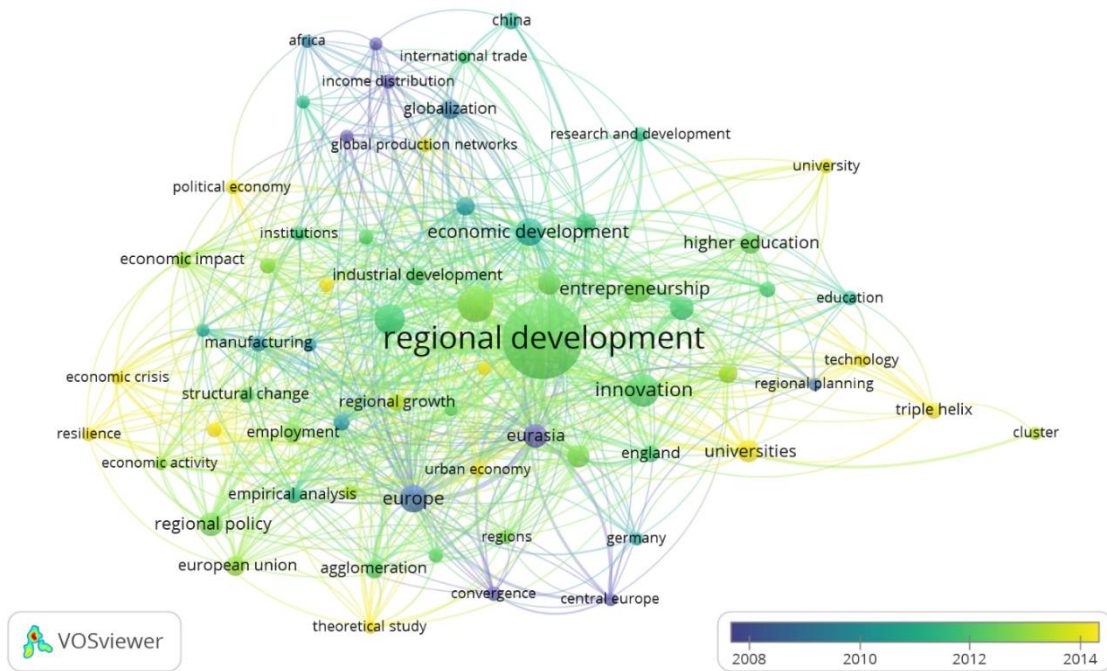 china
africa
international trade
income distribution
globalization
research and development
global production networks
university
political economy
institutions
economic development
higher education
economic impact
industrial development
entrepreneurship
education
regional development
manufacturing
technology
economic crisis
regional planning
structural change
innovation
regional growth
triple helix
resilience
employment
eurasia
cluster
economic activity
urban economy
england
universities
empirical analysis
europe
regional policy
regions
germany
european union
agglomeration
convergence
central europe
theoretical study
VOSviewer
2008
2010
2012
2014